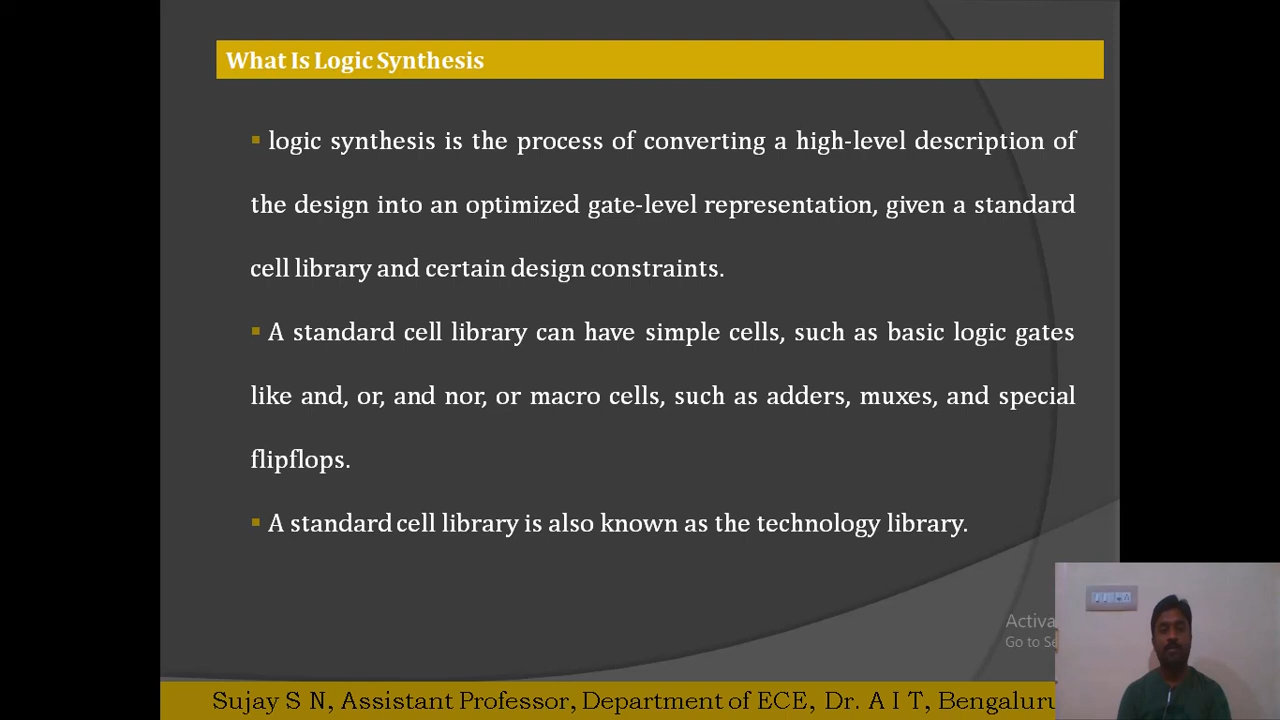 What Is Logic Synthesis
logic synthesis is the process of converting a high-level description of
the design into an optimized gate-level representation, given a standard
cell library and certain design constraints.
A standard cell library can have simple cells, such as basic logic gates
like and, or, and nor, or macro cells, such as adders, muxes, and special
flipflops.
A standard cell library is also known as the technology library.
Activa
Go to Se
Sujay S N, Assistant Professor, Department of ECE, Dr. A I T, Bengaluru